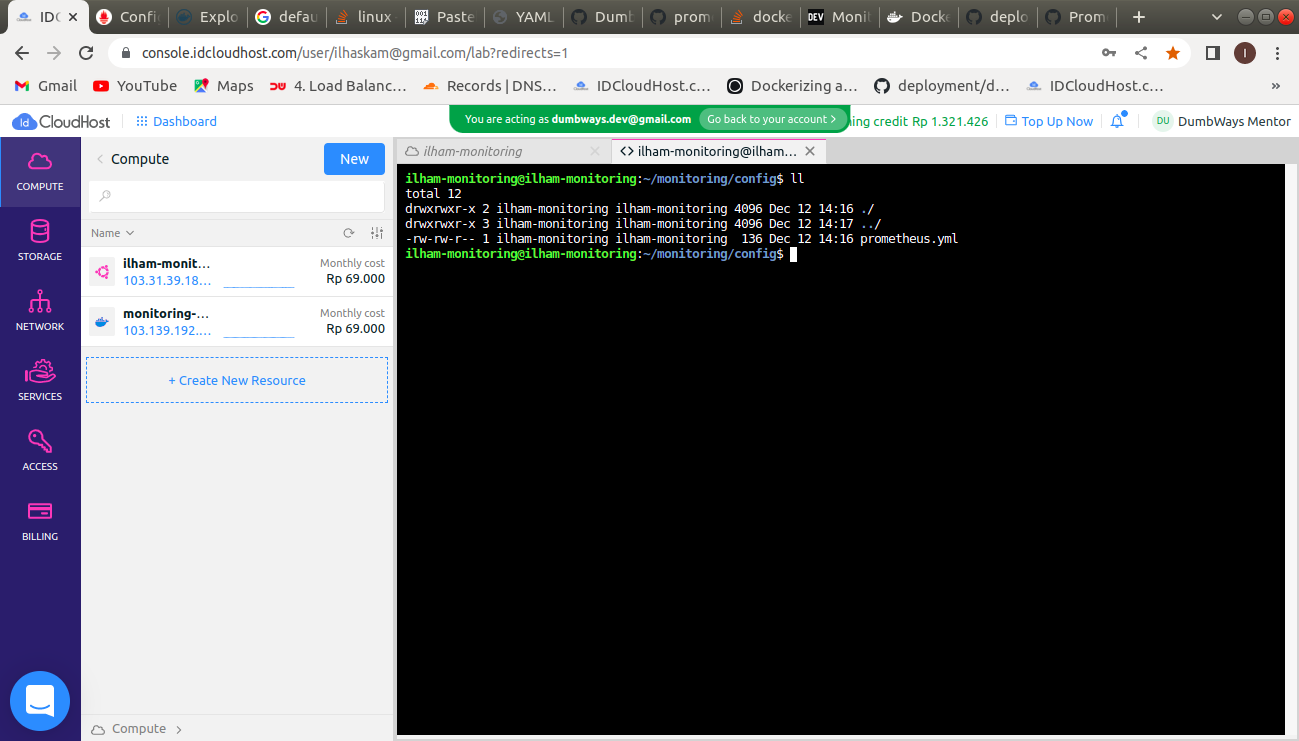 IDC
Confi
Explo
defau
linux
Paste
YAML
Dumb
prom
docke
DEV Moni
Docke
deplo
Prom
console.idcloudhost.com/user/ilhaskam@gmail.com/lab?redirects=1
I
Gmail
YouTube
Maps
4. Load Balanc...
Records | DNS...
IDCloudHost.c...
Dockerizing a...
deployment/d...
IDCloudHost.c...
»
Id CloudHost
Dashboard
You are acting as dumbways.dev@gmail.com
Go back to your account >
ning credit Rp 1.321.426
Top Up Now
DU
DumbWays Mentor
COMPUTE
STORAGE
NETWORK
SERVICES
ACCESS
BILLING
Compute
New
Name
ilham-monit...
103.31.39.18...
Monthly cost
Rp 69.000
monitoring-...
103.139.192....
Monthly cost
Rp 69.000
+ Create New Resource
Compute
ilham-monitoring
ilham-monitoring@ilham...
ilham-monitoring@ilham-monitoring:~/monitoring/config$ ll
total 12
drwxrwxr-x 2 ilham-monitoring ilham-monitoring 4096 Dec 12 14:16 ./
drwxrwxr-x 3 ilham-monitoring ilham-monitoring 4096 Dec 12 14:17 ../
-rw-rw-r-- 1 ilham-monitoring ilham-monitoring  136 Dec 12 14:16 prometheus.yml
ilham-monitoring@ilham-monitoring:~/monitoring/config$